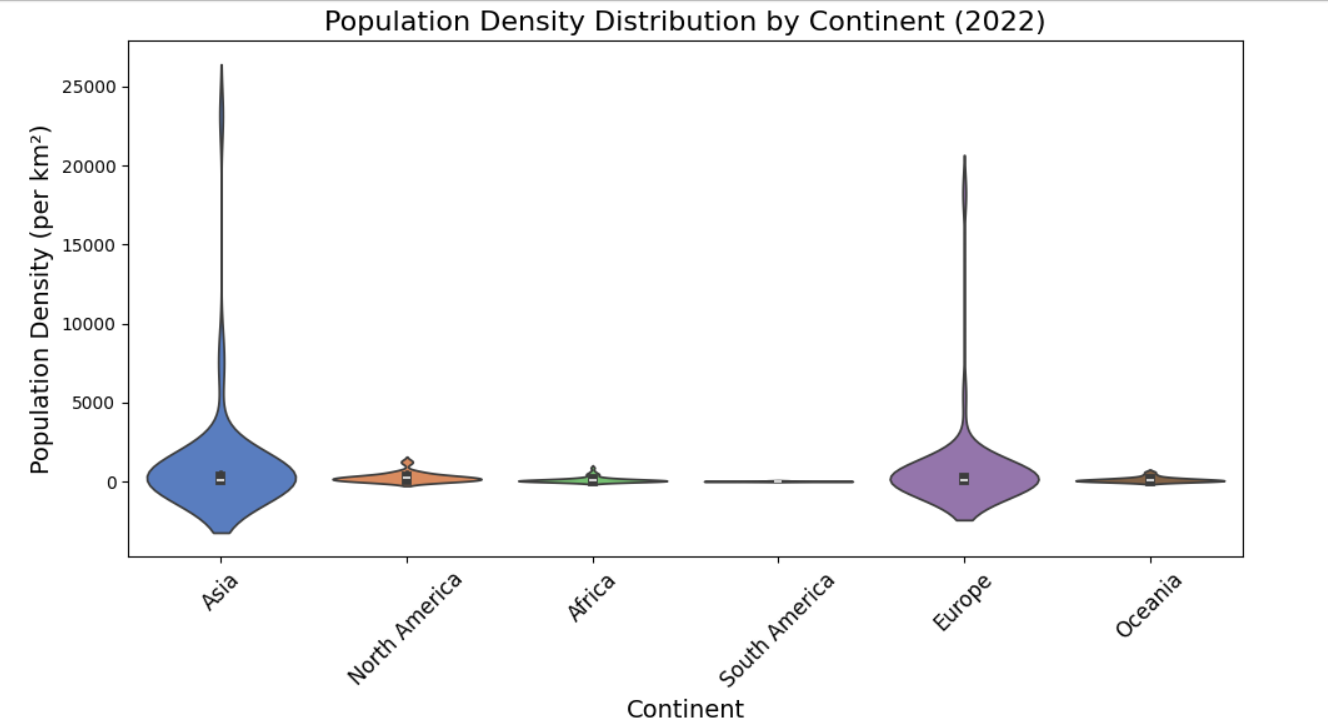 Population Density Distribution by Continent (2022)
Population Density (per km²)
25000
20000
15000
10000
5000
0
Asia
North America
Africa
South America
Europe
Oceania
Continent